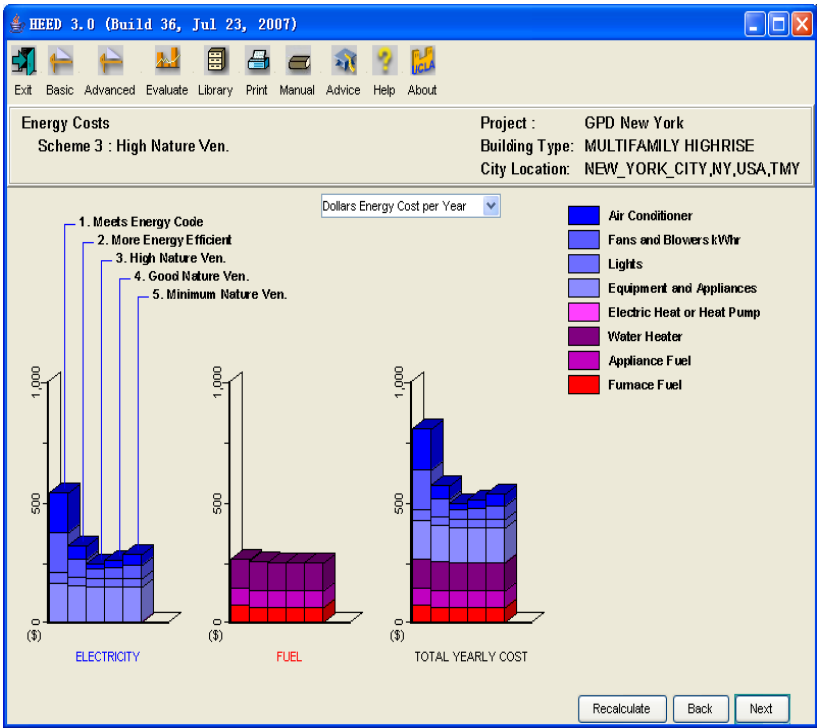 HEED 3.0 (Build 36, Jul 23, 2007)
Exit Basic Advanced Evaluate Library Print Manual Advice Help About
UCLA
Energy Costs
Scheme 3 : High Nature Ven.
Project : GPD New York
Building Type: MULTIFAMILY HIGHRISE
City Location: NEW_YORK_CITY,NY,USA,TMY
Dollars Energy Cost per Year
1. Meets Energy Code
2. More Energy Efficient
3. High Nature Ven.
4. Good Nature Ven.
5. Minimum Nature Ven.
Air Conditioner
Fans and Blowers kWhr
Lights
Equipment and Appliances
Electric Heat or Heat Pump
Water Heater
Appliance Fuel
Furnace Fuel
1,000 1,000 1,000
500 500 500
0 0 0
($) ($) ($)
ELECTRICITY FUEL TOTAL YEARLY COST
Recalculate Back Next